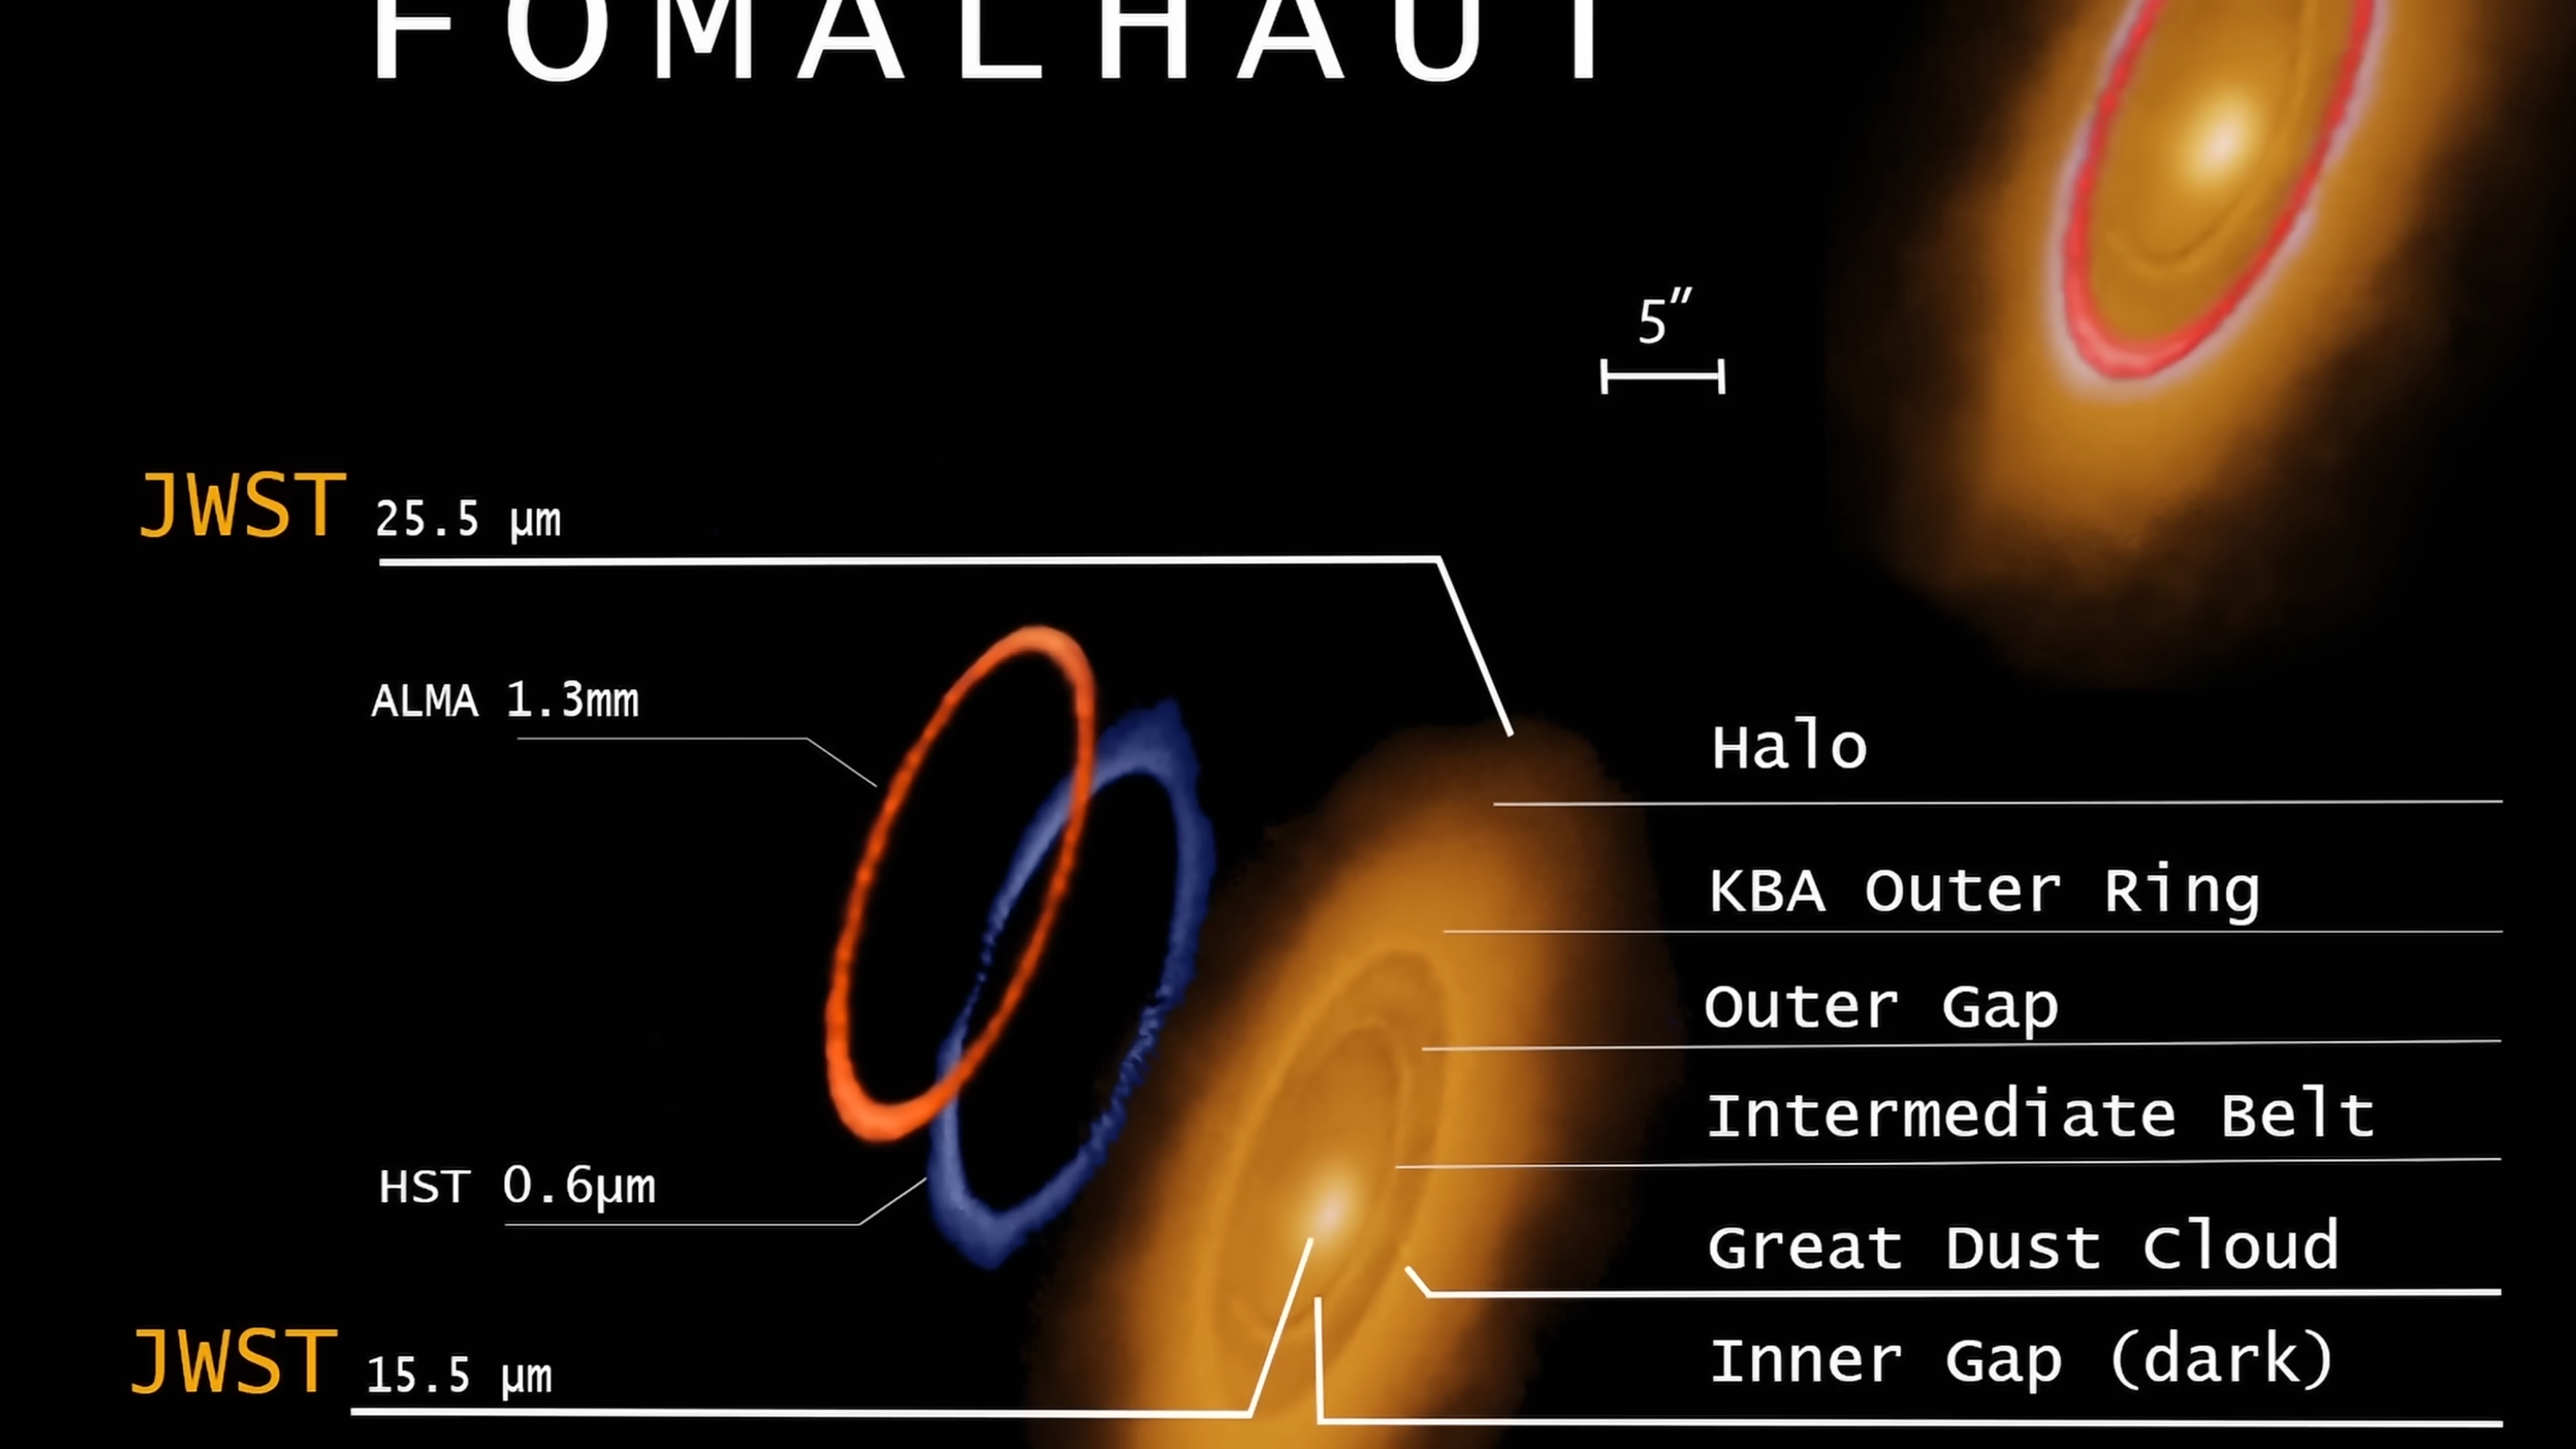 FOMALHAUT
5"
JWST 25.5 µm
ALMA 1.3mm
HST 0.6µm
JWST 15.5 µm
Halo
KBA Outer Ring
Outer Gap
Intermediate Belt
Great Dust Cloud
Inner Gap (dark)